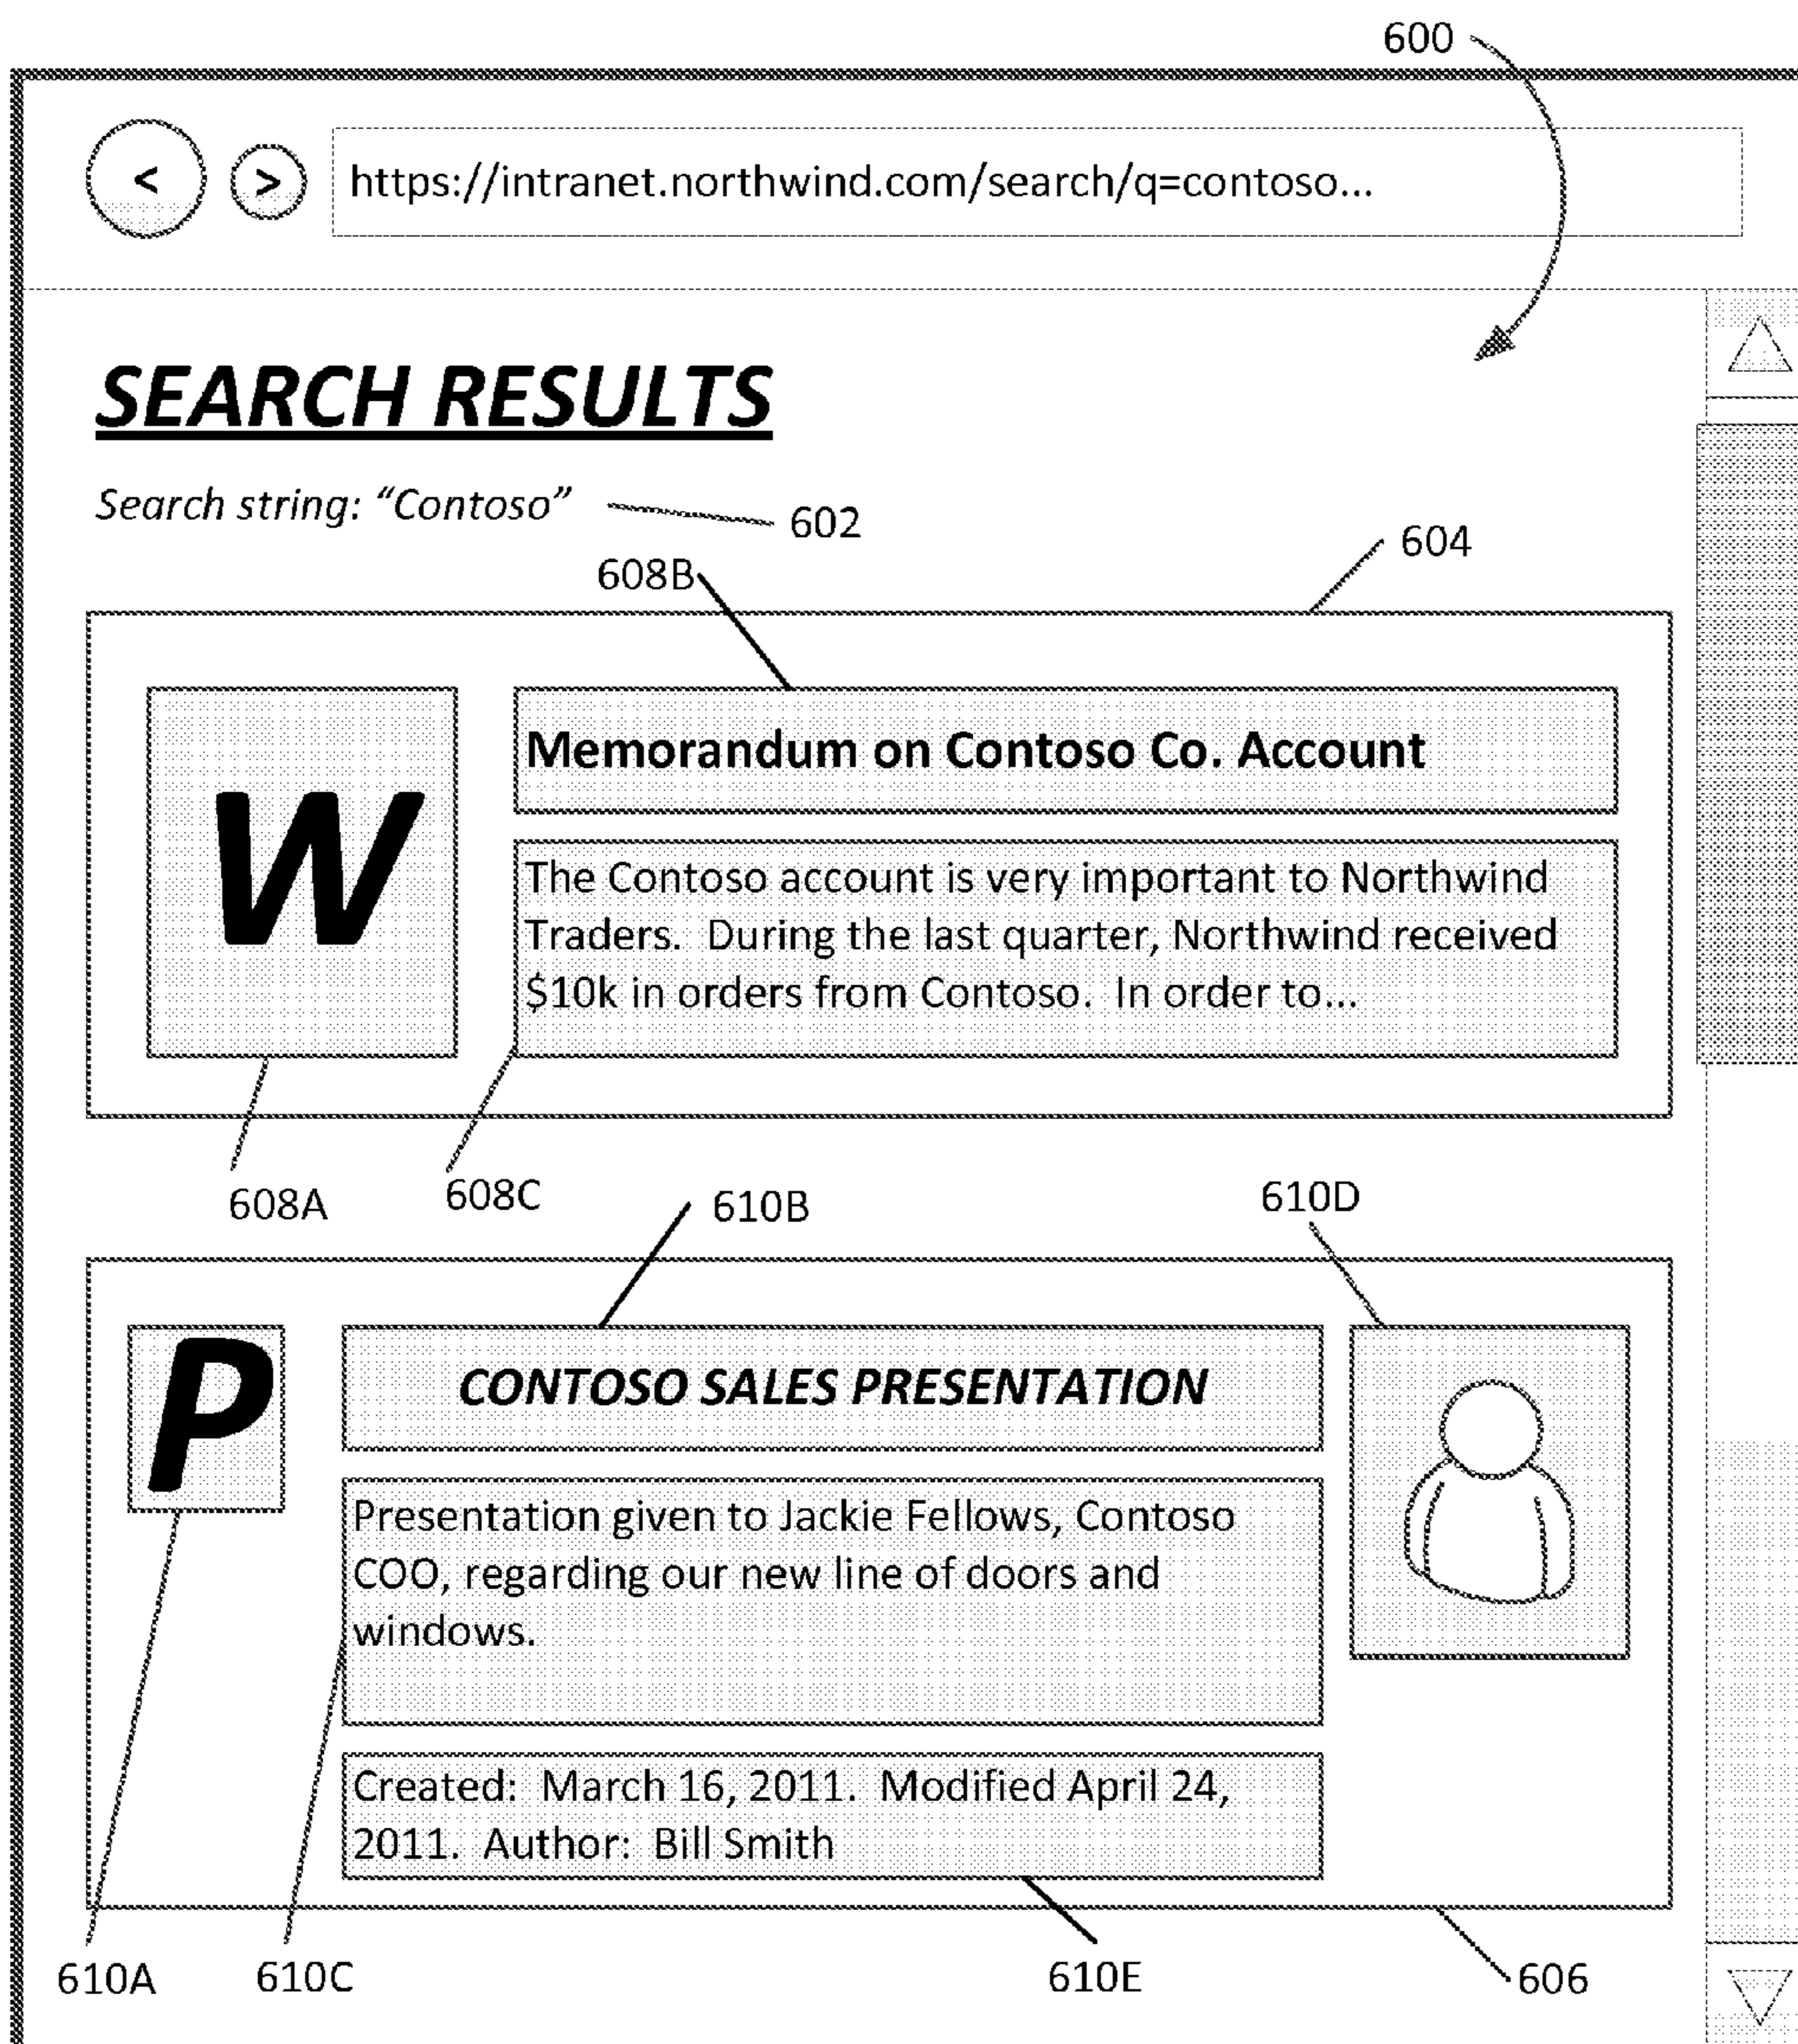 600
< > https://intranet.northwind.com/search/q=contoso...
SEARCH RESULTS
Search string: “Contoso”
602
604
608B
W
Memorandum on Contoso Co. Account
The Contoso account is very important to Northwind
Traders.  During the last quarter, Northwind received
$10k in orders from Contoso.  In order to...
608A
608C
610B
610D
P
CONTOSO SALES PRESENTATION
Presentation given to Jackie Fellows, Contoso
COO, regarding our new line of doors and
windows.
Created:  March 16, 2011.  Modified April 24,
2011.  Author:  Bill Smith
610A
610C
610E
606